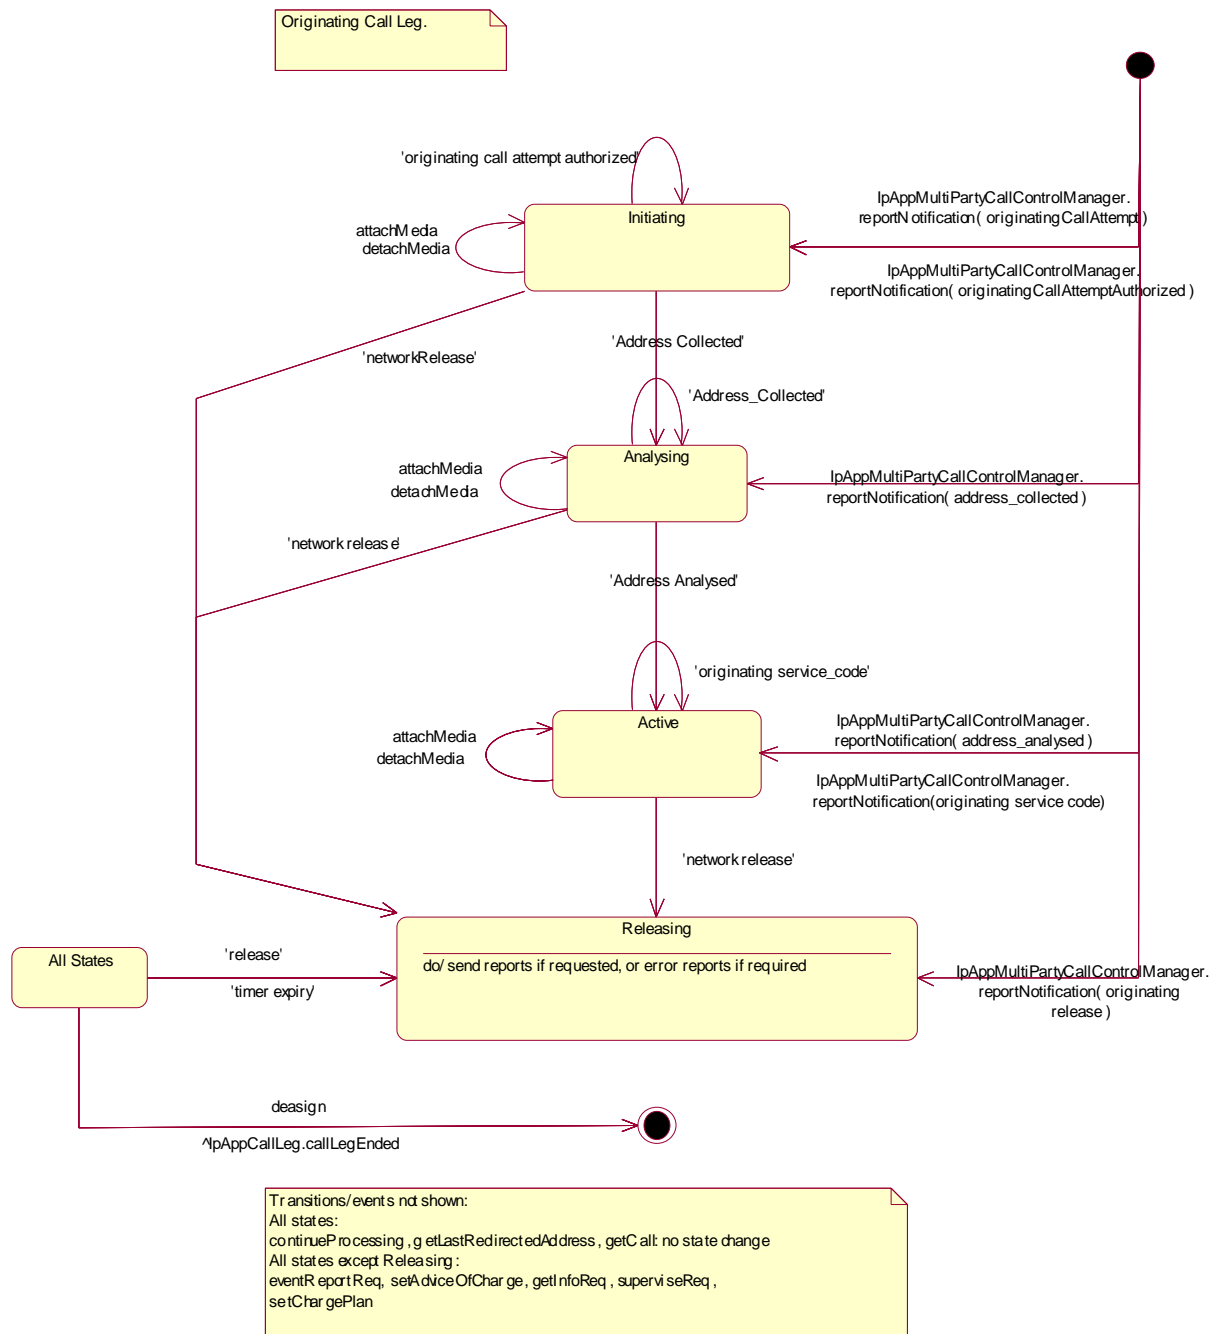 Originating Call Leg.
'originating call attempt authorized'
IpAppMultiPartyCallControlManager.
reportNotification( originatingCallAttempt )
Initiating
attachMedia
detachMedia
IpAppMultiPartyCallControlManager.
reportNotification( originatingCallAttemptAuthorized )
'Address Collected'
'networkRelease'
'Address_Collected'
Analysing
attachMedia
detachMedia
IpAppMultiPartyCallControlManager.
reportNotification( address_collected )
'network release'
'Address Analysed'
'originating service_code'
Active
attachMedia
detachMedia
IpAppMultiPartyCallControlManager.
reportNotification( address_analysed )
IpAppMultiPartyCallControlManager.
reportNotification(originating service code)
'network release'
Releasing
do/ send reports if requested, or error reports if required
All States
'release'
'timer expiry'
IpAppMultiPartyCallControlManager.
reportNotification( originating
release )
deasign
^IpAppCallLeg.callLegEnded
Transitions/events not shown:
All states:
continueProcessing , getLastRedirectedAddress , getCall: no state change
All states except Releasing :
eventReportReq, setAdviceOfCharge , getInfoReq , superviseReq ,
setChargePlan